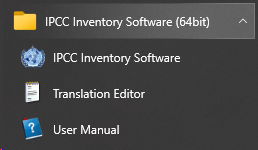 IPCC Inventory Software (64bit)
IPCC Inventory Software
Translation Editor
User Manual